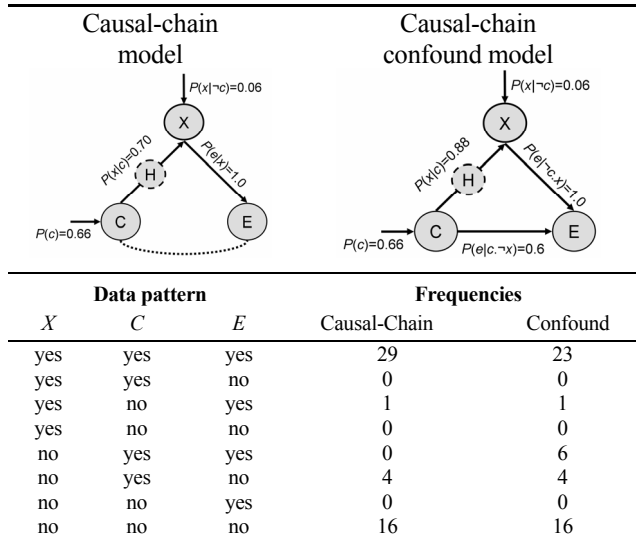 Causal-chain model
Causal-chain confound model
P(x|¬c)=0.06
X
P(x|c)=0.70
H
P(e|x)=1.0
P(c)=0.66
C
E
P(x|¬c)=0.06
X
P(x|c)=0.88
H
P(e|¬c.x)=1.0
P(c)=0.66
C
P(e|c.¬x)=0.6
E
Data pattern Frequencies
X C E Causal-Chain Confound
yes yes yes 29 23
yes yes no 0 0
yes no yes 1 1
yes no no 0 0
no yes yes 0 6
no yes no 4 4
no no yes 0 0
no no no 16 16